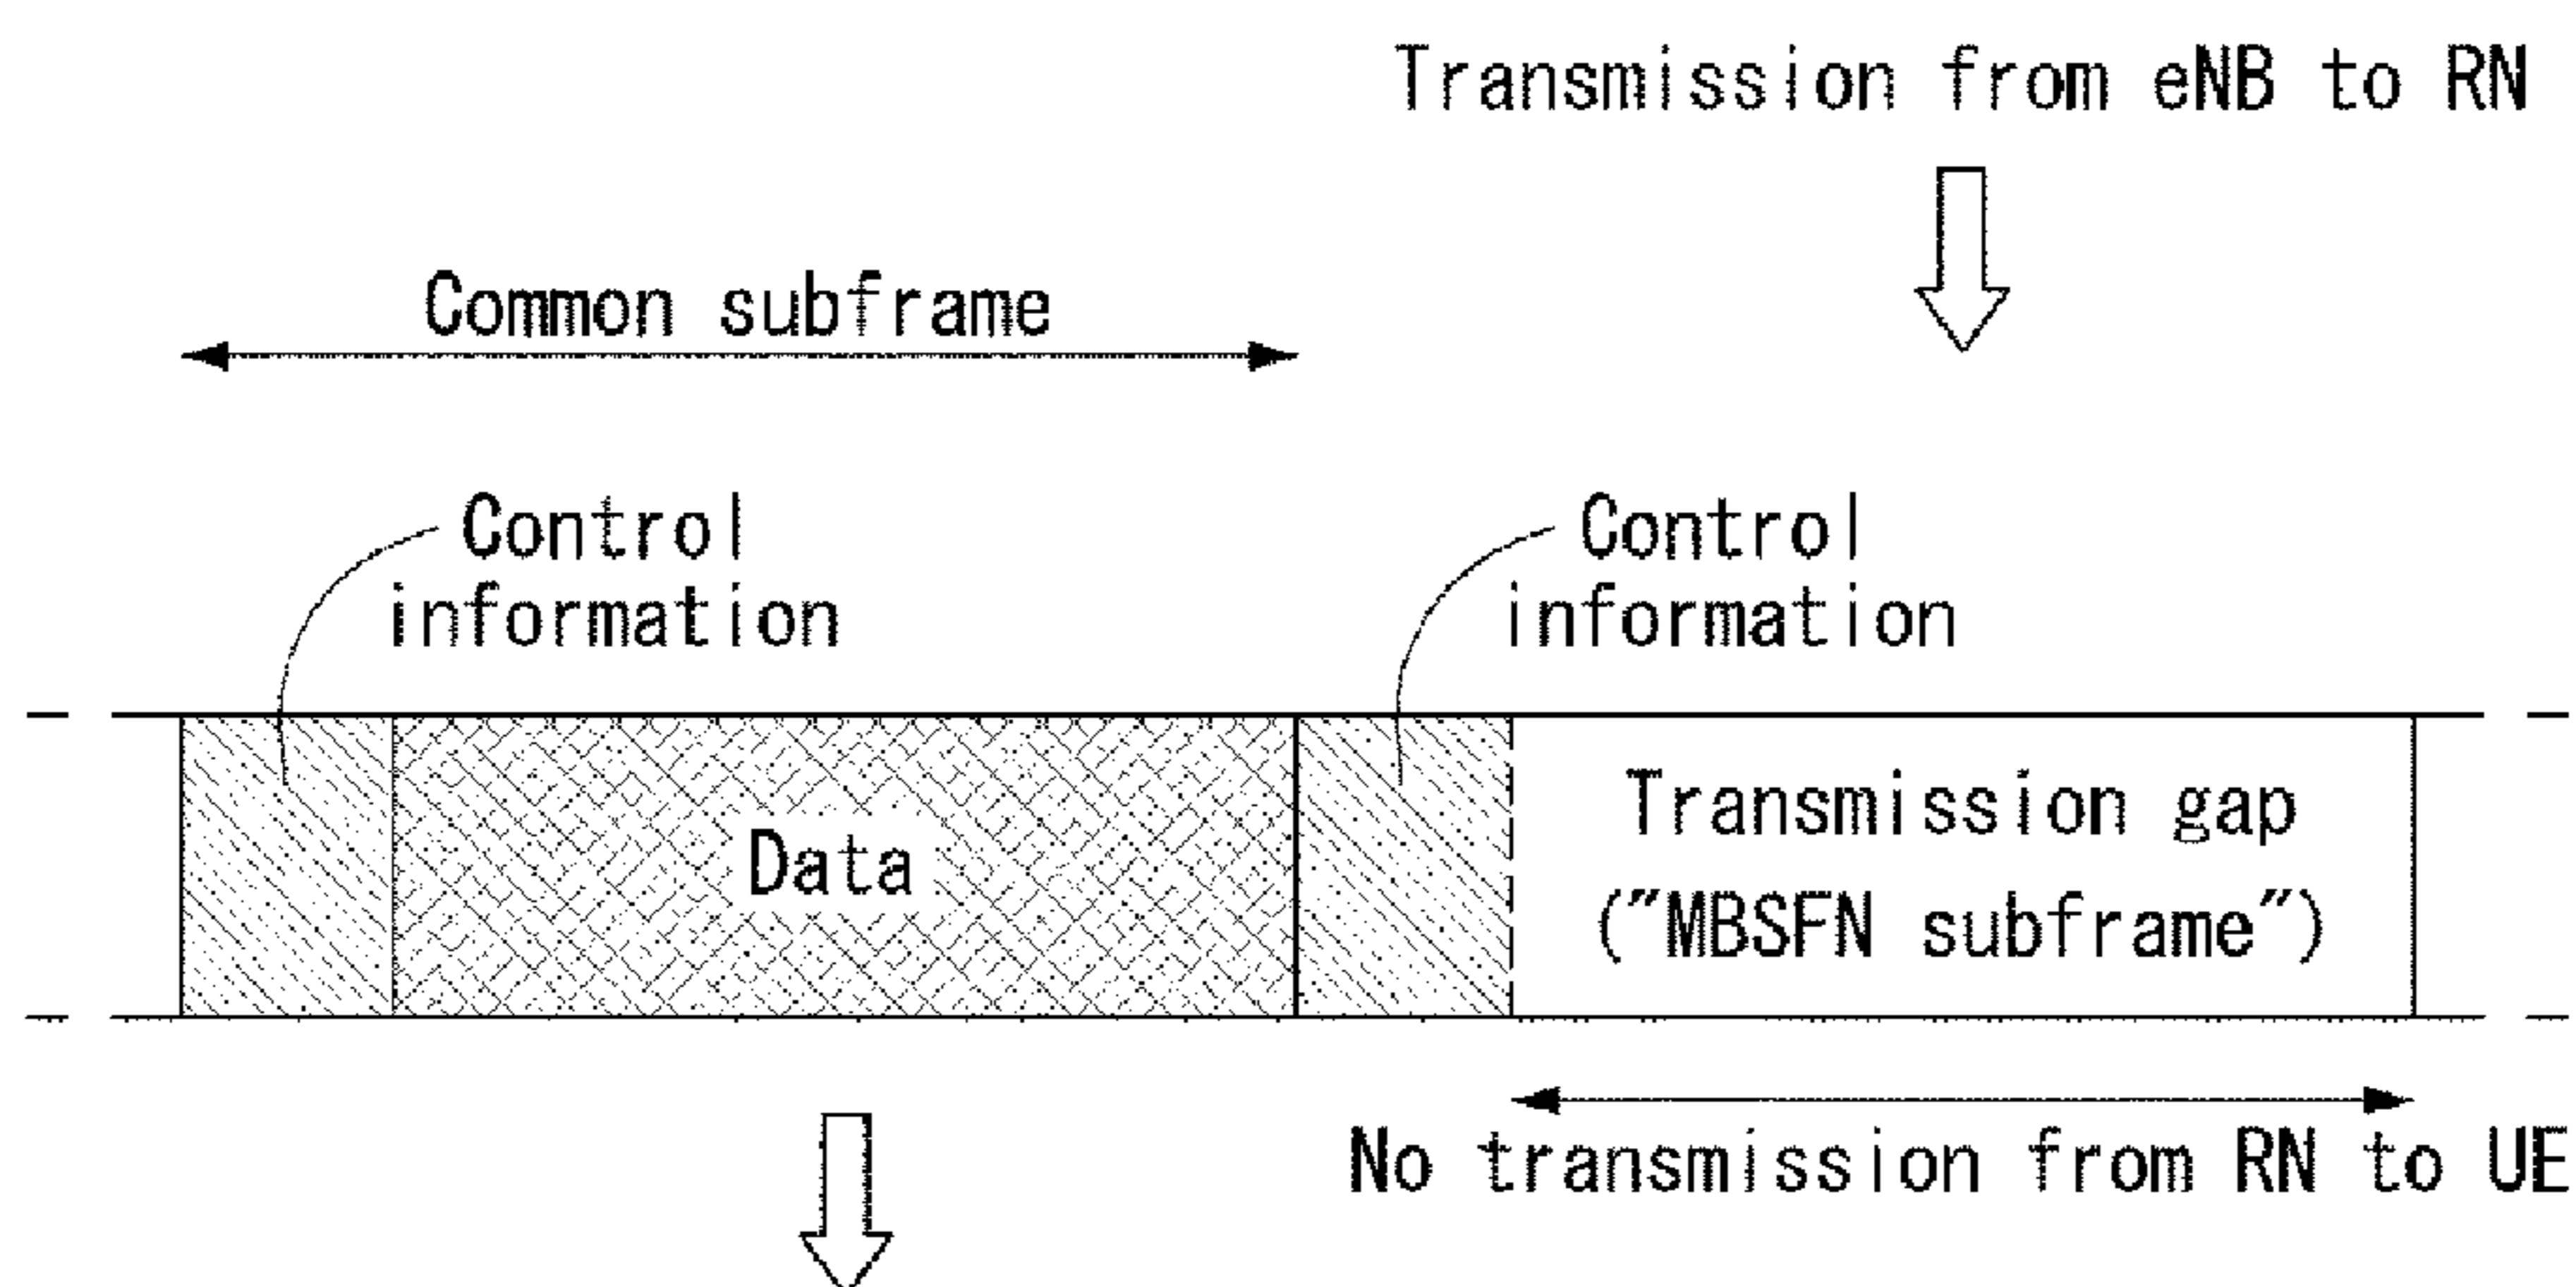 Transmission from eNB to RN
Common subframe
Control
information
Control
information
Data
Transmission gap
("MBSFN subframe")
No transmission from RN to UE